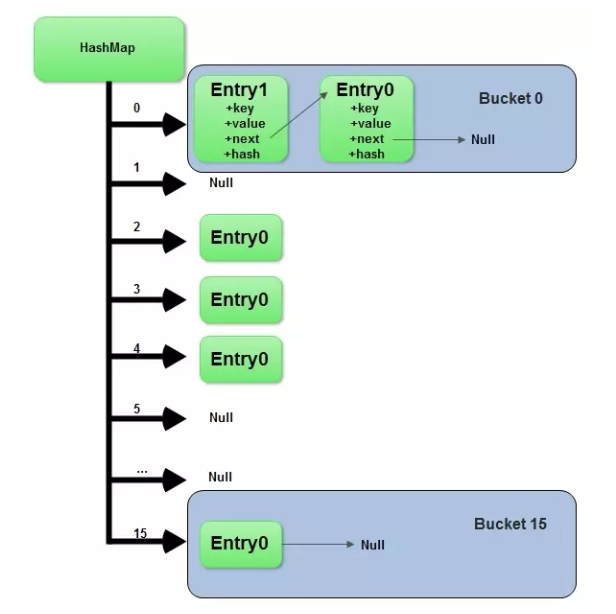 HashMap
0
Entry1
+key
+value
+next
+hash
Entry0
+key
+value
+next
+hash
Null
Bucket 0
1
Null
2
Entry0
3
Entry0
4
Entry0
5
Null
...
Null
15
Entry0
Null
Bucket 15